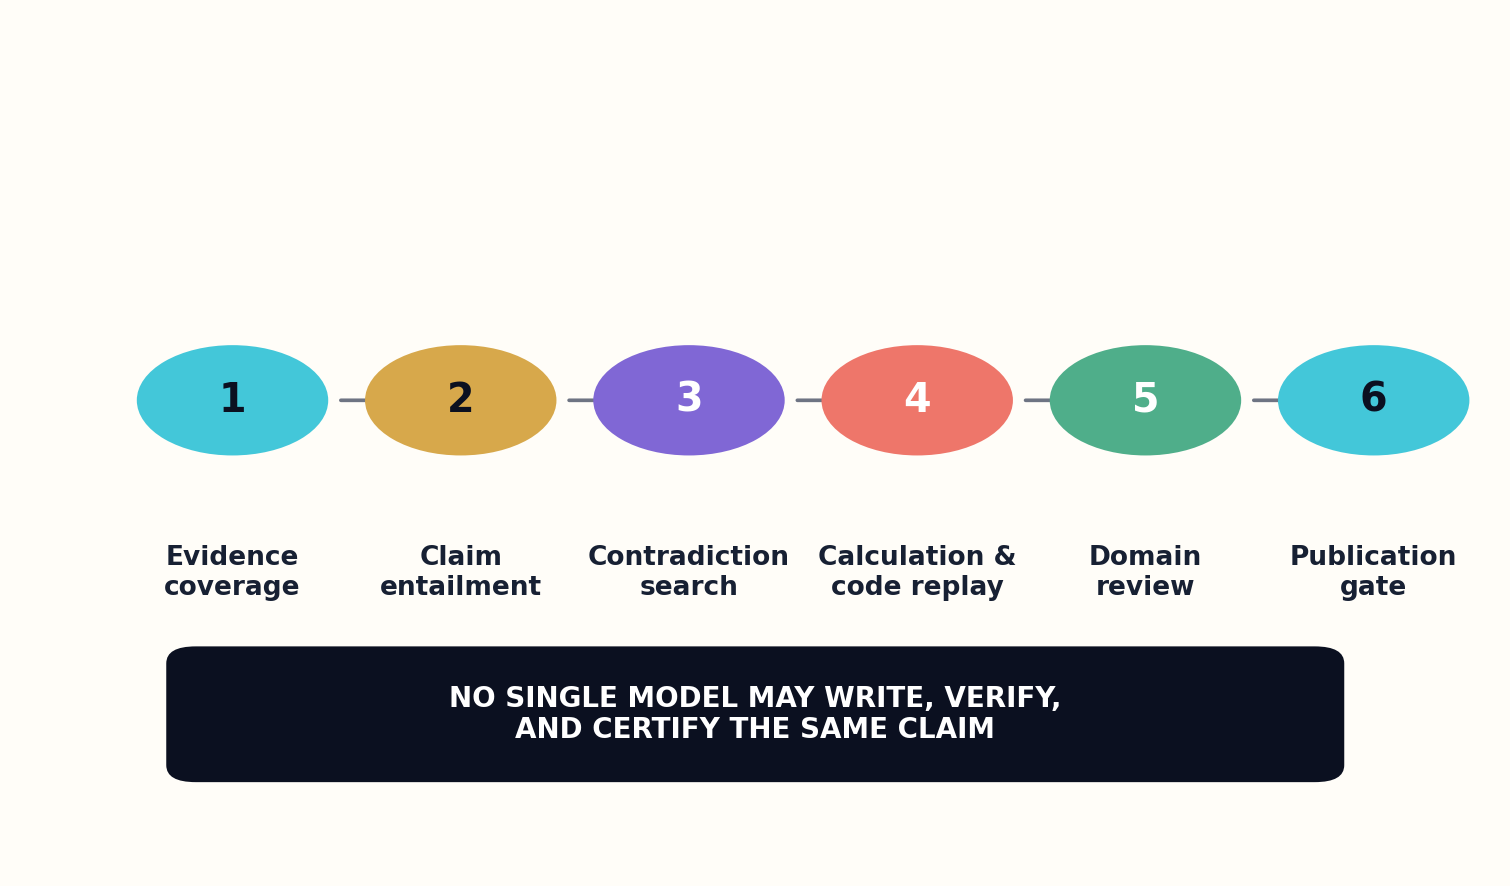 1
2
3
4
5
6
Evidence
coverage
Claim
entailment
Contradiction
search
Calculation &
code replay
Domain
review
Publication
gate
NO SINGLE MODEL MAY WRITE, VERIFY,
AND CERTIFY THE SAME CLAIM